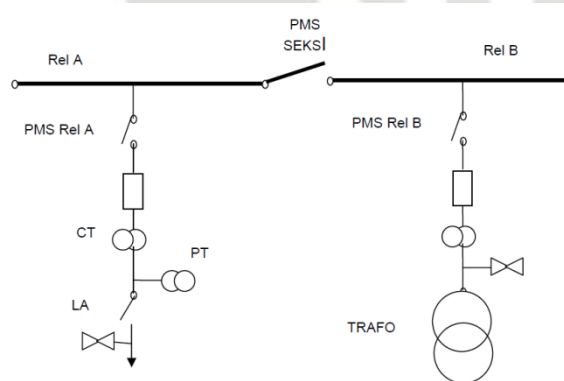 PMS
SEKSI
Rel A
Rel B
PMS Rel A
PMS Rel B
CT
PT
LA
TRAFO